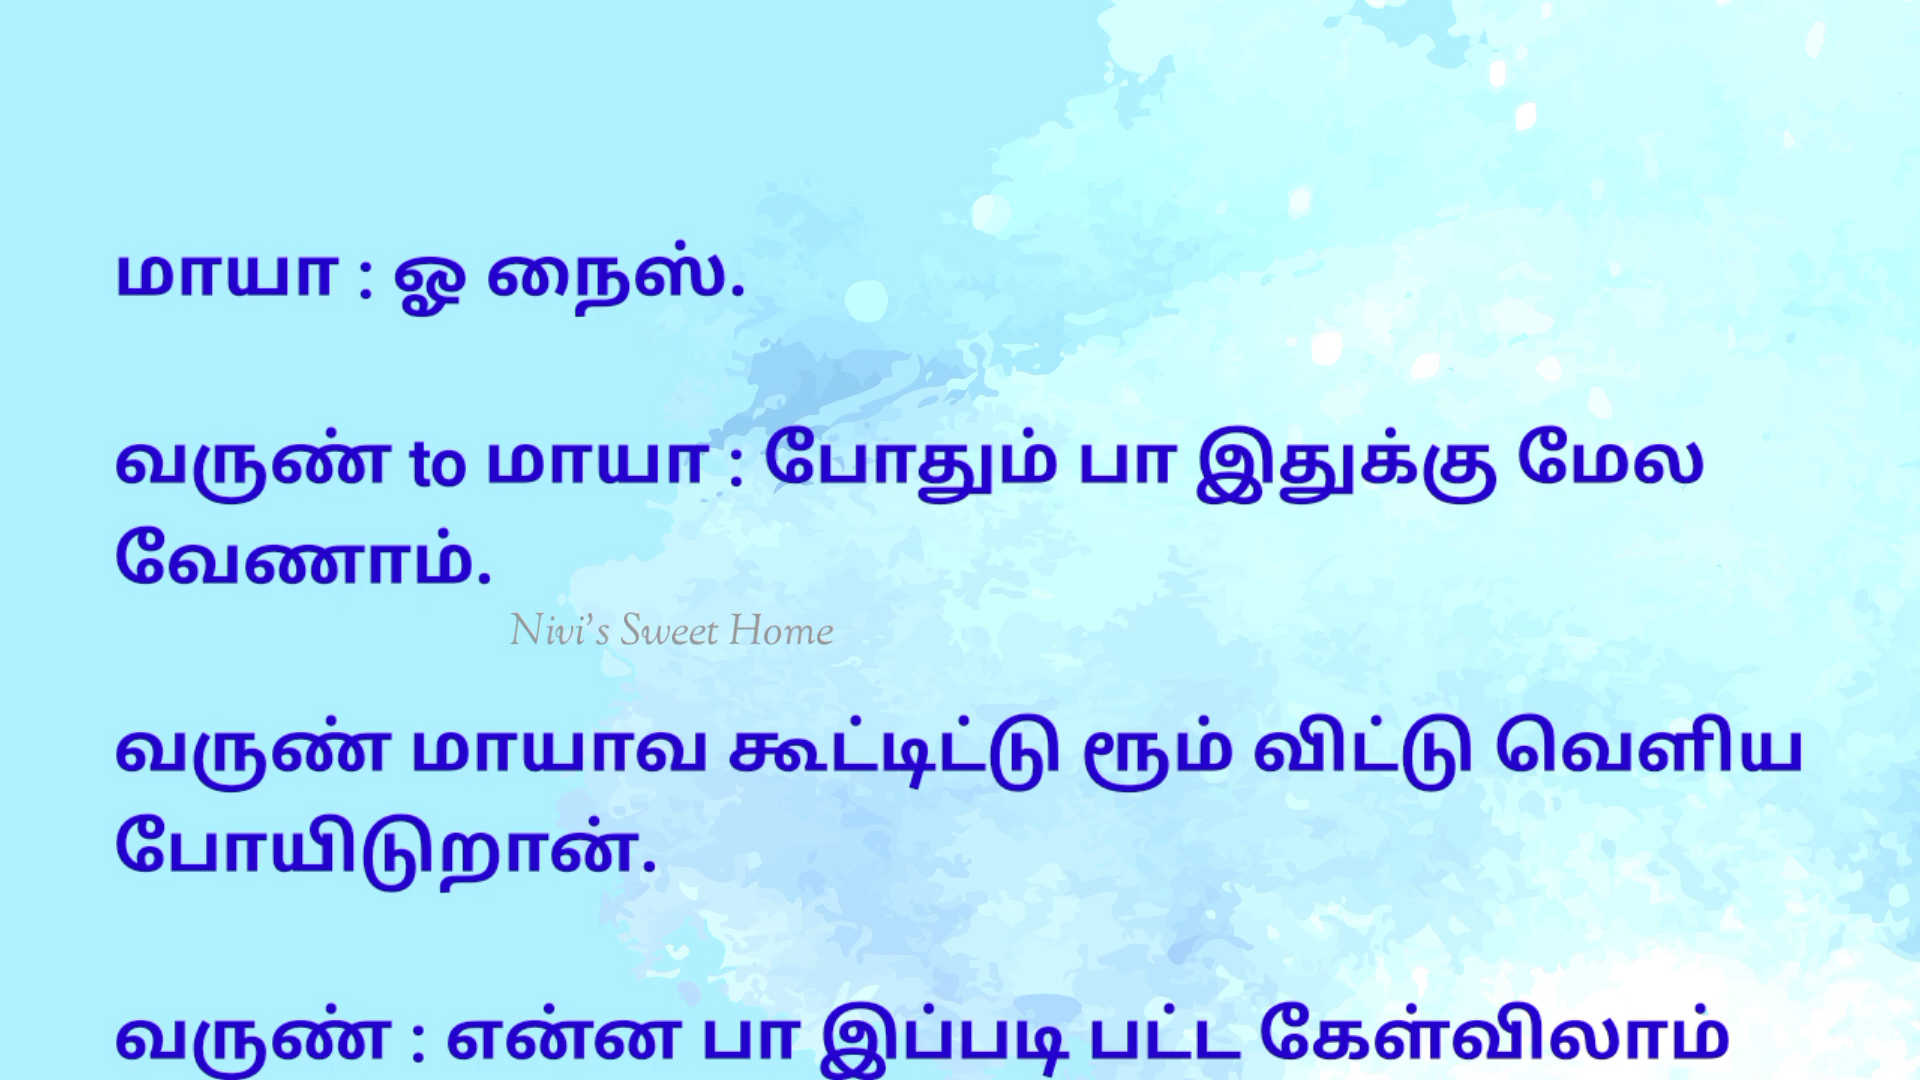 மாயா : ஓ நைஸ்.
வருண் to மாயா : போதும் பா இதுக்கு மேல
வேணாம்.
Nivi's Sweet Home
வருண் மாயாவ கூட்டிட்டு ரூம் விட்டு வெளிய
போயிடுறான்.
வருண் : என்ன பா இப்படி பட்ட கேள்விலாம்